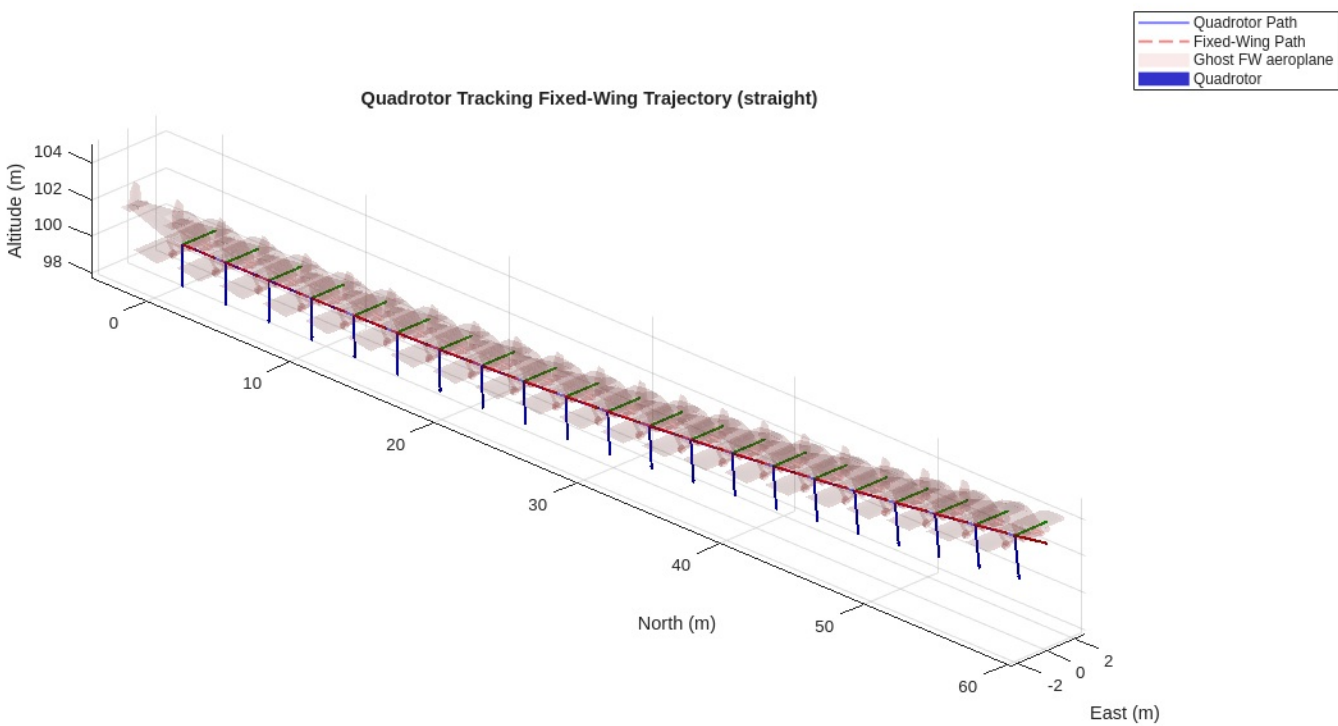 Quadrotor Path
Fixed-Wing Path
Ghost FW aeroplane
Quadrotor
Quadrotor Tracking Fixed-Wing Trajectory (straight)
104
102
100
98
Altitude (m)
0
10
20
30
40
50
60
North (m)
-2
0
2
East (m)